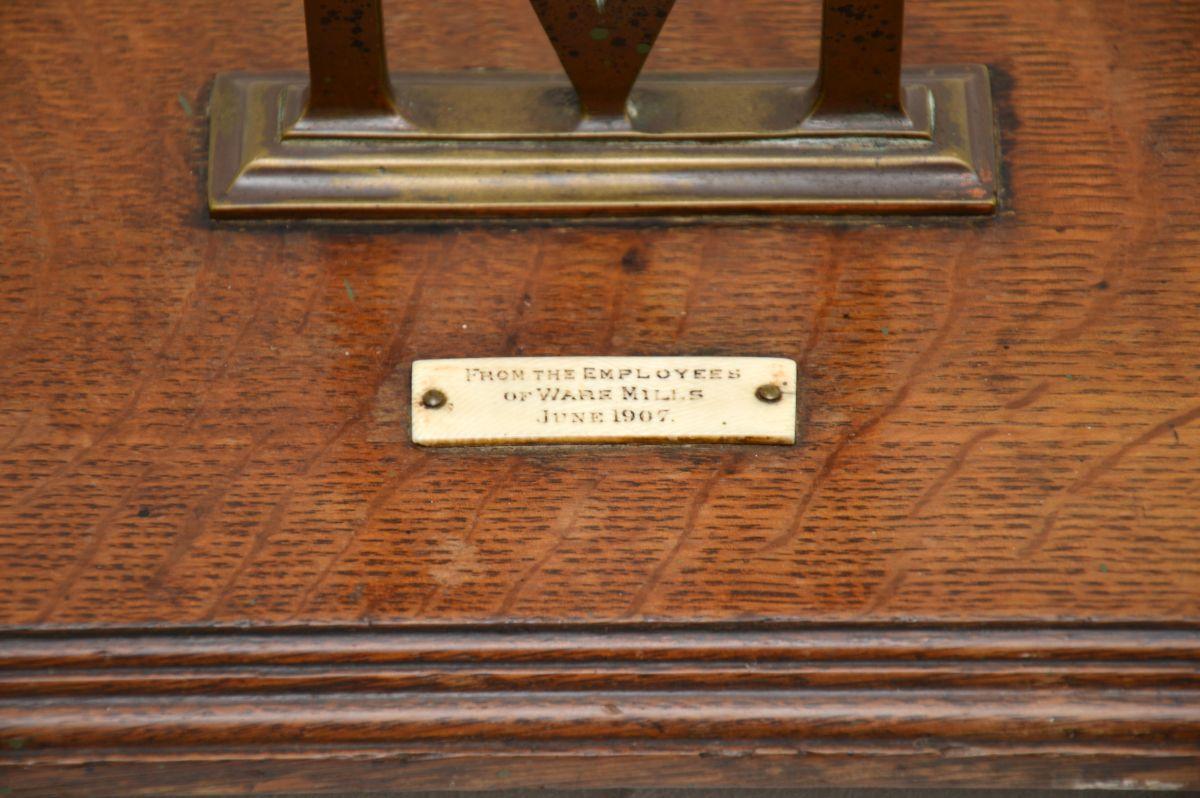 From the Employees
of Ware Mills
June 1907.